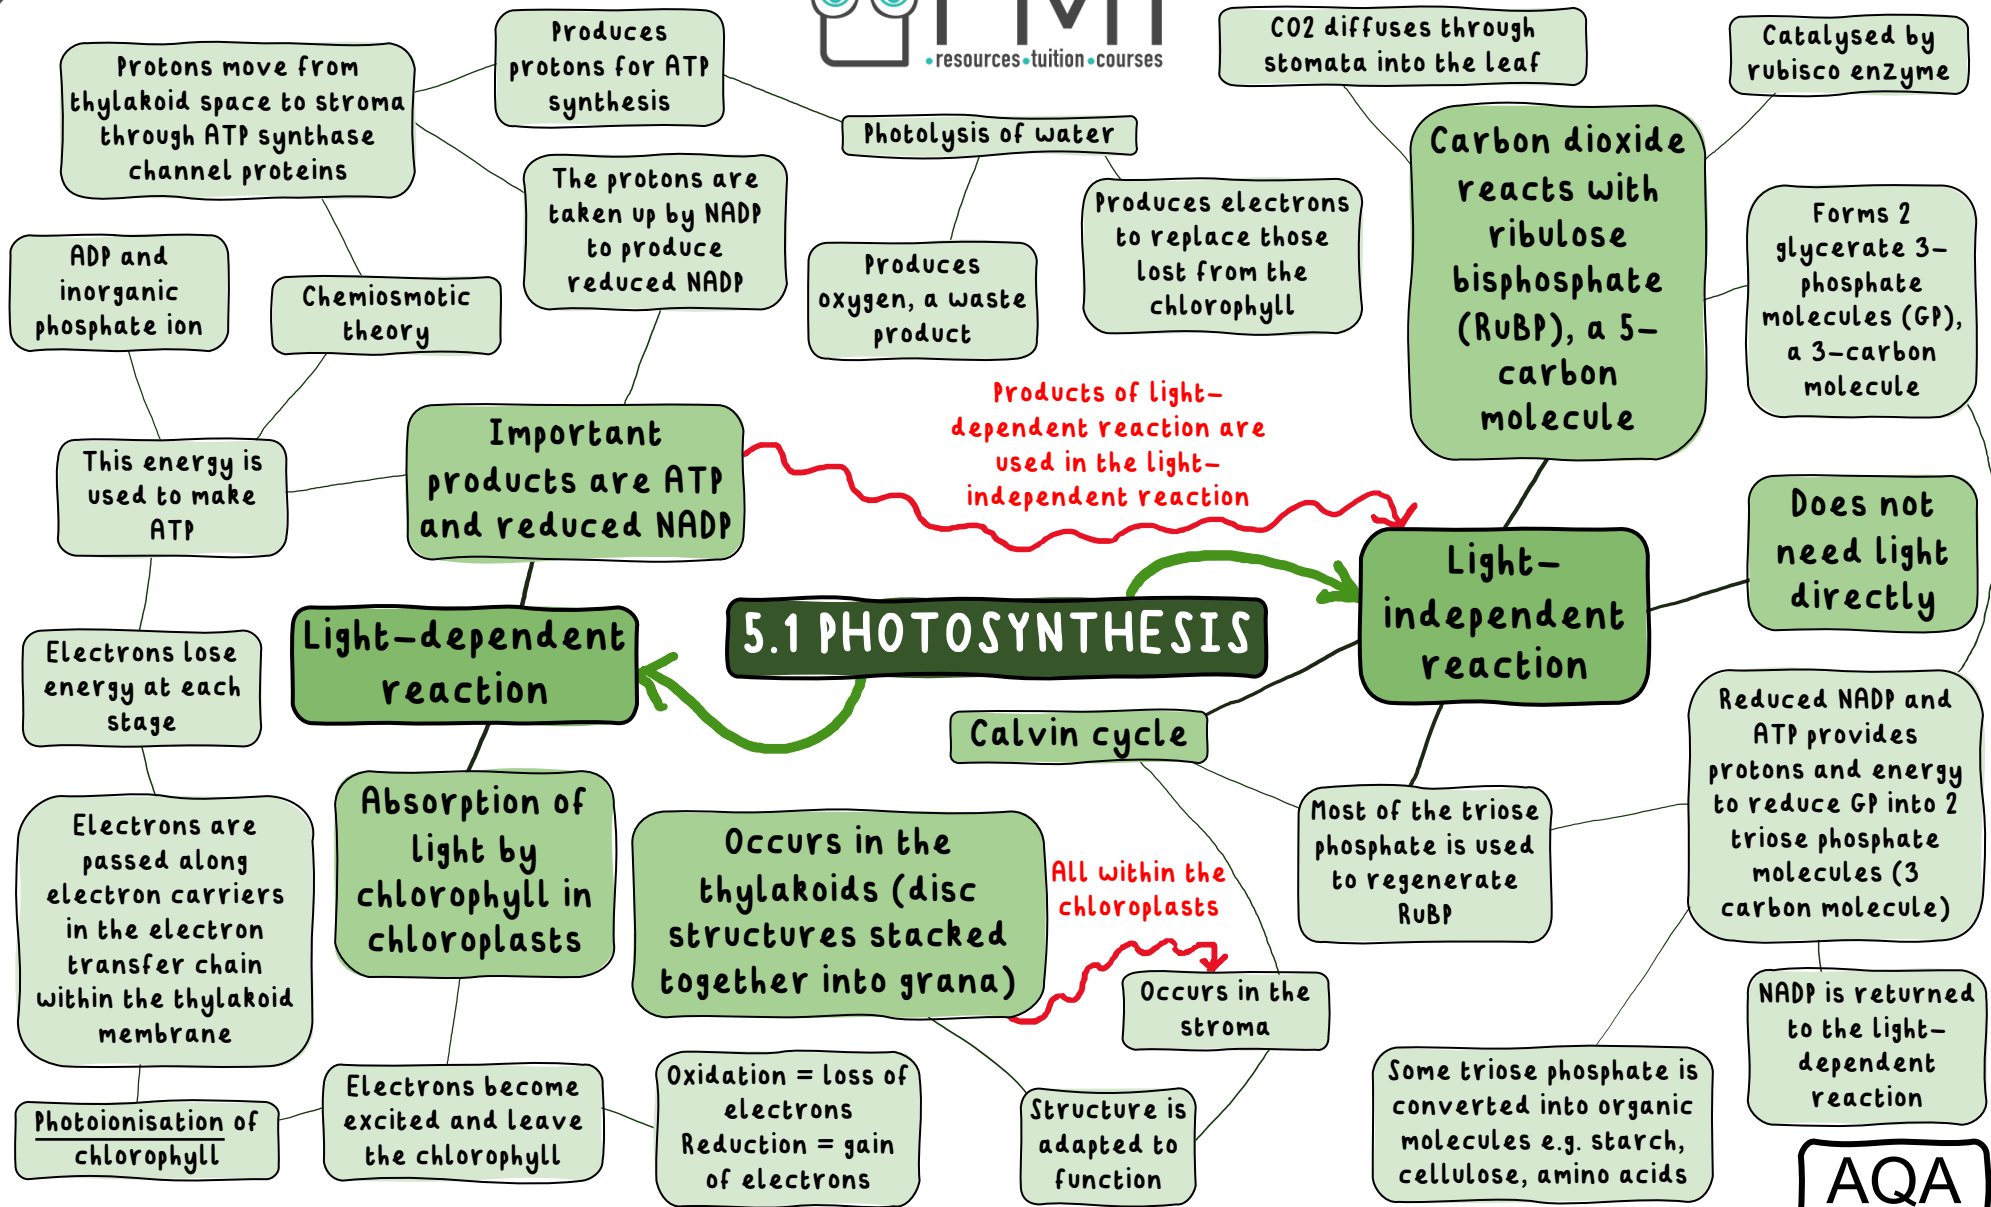 PMT
•resources•tuition•courses
Protons move from
thylakoid space to stroma
through ATP synthase
channel proteins
Produces
protons for ATP
synthesis
Photolysis of water
The protons are
taken up by NADP
to produce
reduced NADP
Produces
oxygen, a waste
product
Produces electrons
to replace those
lost from the
chlorophyll
ADP and
inorganic
phosphate ion
Chemiosmotic
theory
This energy is
used to make
ATP
Important
products are ATP
and reduced NADP
Products of light-
dependent reaction are
used in the light-
independent reaction
CO2 diffuses through
stomata into the leaf
Catalysed by
rubisco enzyme
Carbon dioxide
reacts with
ribulose
bisphosphate
(RuBP), a 5-
carbon
molecule
Forms 2
glycerate 3-
phosphate
molecules (GP),
a 3-carbon
molecule
Does not
need light
directly
Light-
independent
reaction
5.1 PHOTOSYNTHESIS
Light-dependent
reaction
Electrons lose
energy at each
stage
Electrons are
passed along
electron carriers
in the electron
transfer chain
within the thylakoid
membrane
Photoionisation of
chlorophyll
Absorption of
light by
chlorophyll in
chloroplasts
Electrons become
excited and leave
the chlorophyll
Oxidation = loss of
electrons
Reduction = gain
of electrons
Occurs in the
thylakoids (disc
structures stacked
together into grana)
All within the
chloroplasts
Calvin cycle
Occurs in the
stroma
Structure is
adapted to
function
Most of the triose
phosphate is used
to regenerate
RuBP
Reduced NADP and
ATP provides
protons and energy
to reduce GP into 2
triose phosphate
molecules (3
carbon molecule)
NADP is returned
to the light-
dependent
reaction
Some triose phosphate is
converted into organic
molecules e.g. starch,
cellulose, amino acids
AQA